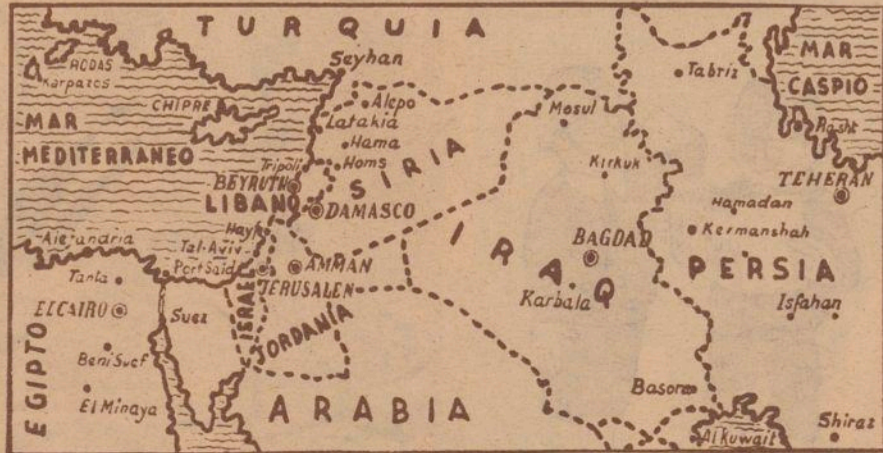 TURQUIA
Seyhan
RODAS
Karpatos
MAR
CASPIO
Tabriz
CHIPRE
Alepo
Mosul
Latakia
MAR
MEDITERRANEO
Rasht
Hama
Tripoli
Homs
SIRIA
Kirkuk
TEHERAN
BEYRUTH
LIBANO
DAMASCO
Hamadan
Kermanshah
Alejandria
Tel-Aviv
BAGDAD
IRAQ
Port Said
AMMAN
PERSIA
Tanta
JERUSALEN
ISRAEL
Karbala
Isfahan
EL CAIRO
Suez
JORDANIA
EGIPTO
Beni Suef
El Minaya
ARABIA
Basora
Al Kuwait
Shiraz